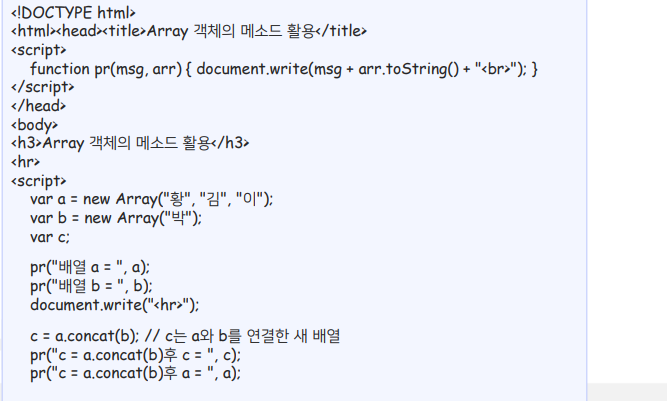 <!DOCTYPE html>
<html><head><title>Array 객체의 메소드 활용</title>
<script>
function pr(msg, arr) { document.write(msg + arr.toString() + "<br>"); }
</script>
</head>
<body>
<h3>Array 객체의 메소드 활용</h3>
<hr>
<script>
var a = new Array("황", "김", "이");
var b = new Array("박");
var c;
pr("배열 a = ", a);
pr("배열 b = ", b);
document.write("<hr>");
c = a.concat(b); // c는 a와 b를 연결한 새 배열
pr("c = a.concat(b)후 c = ", c);
pr("c = a.concat(b)후 a = ", a);